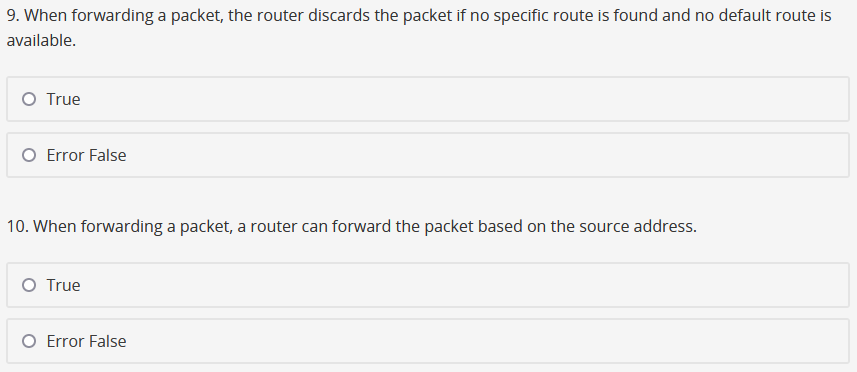 9. When forwarding a packet, the router discards the packet if no specific route is found and no default route is
available.
True
Error False
10. When forwarding a packet, a router can forward the packet based on the source address.
True
Error False